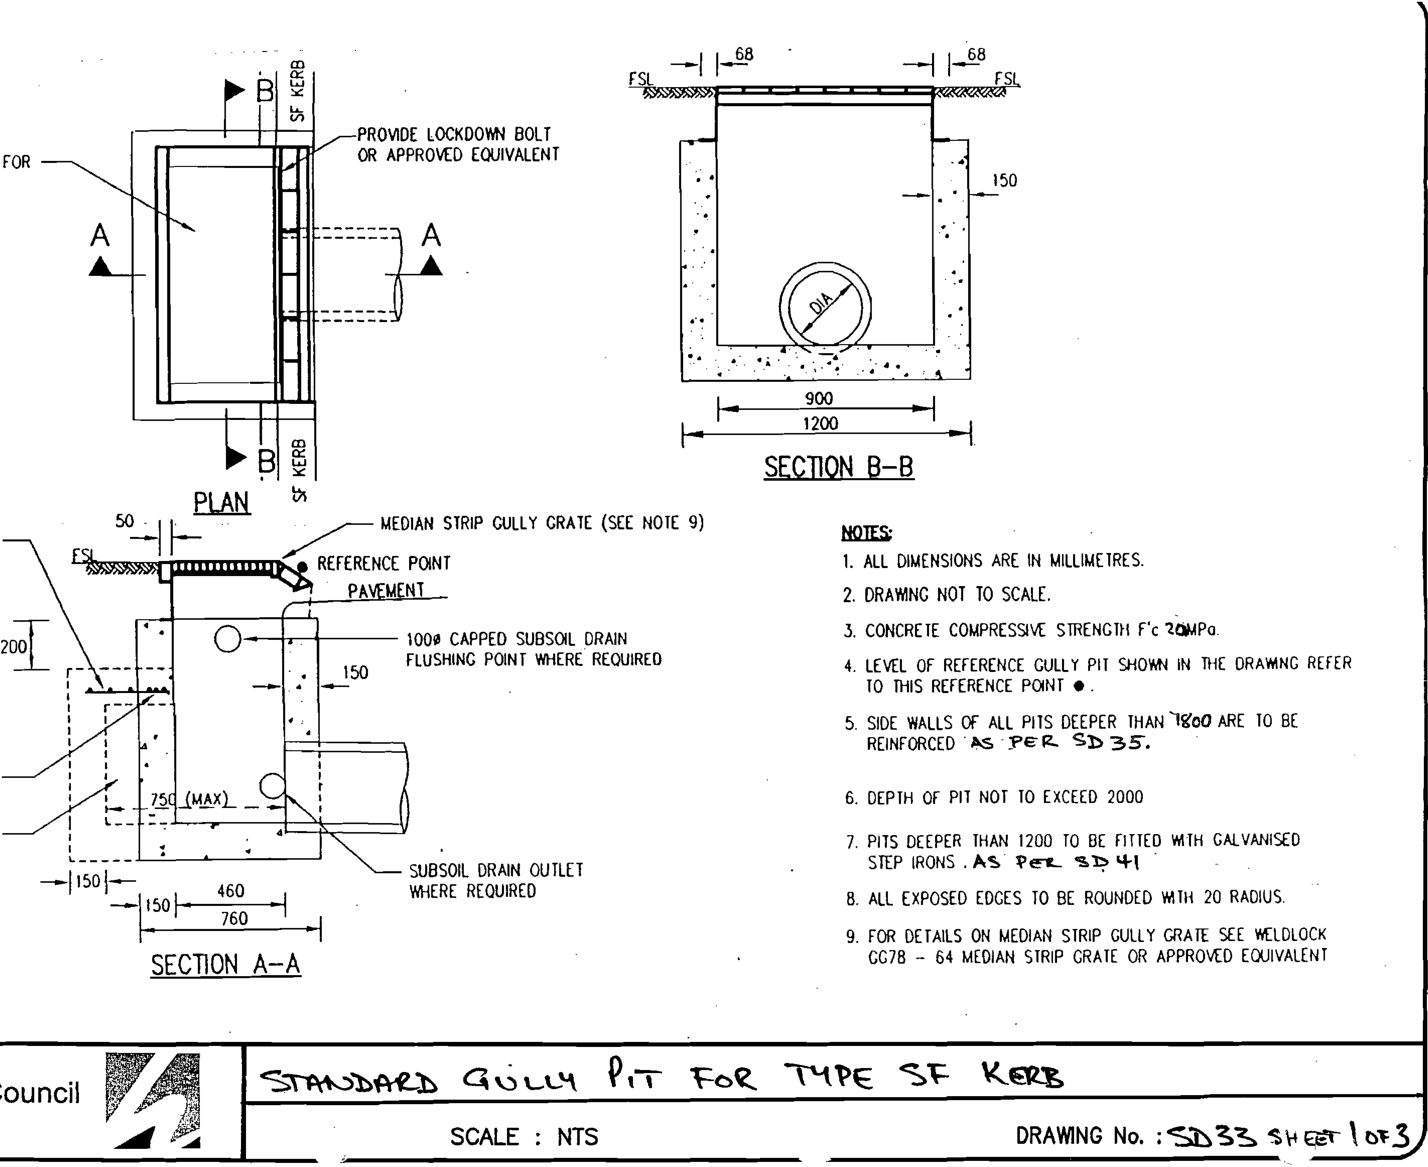 B
SF KERB
FOR
PROVIDE LOCKDOWN BOLT
OR APPROVED EQUIVALENT
A
A
B
SF KERB
PLAN
68
68
FSL
FSL
150
DIA
900
1200
SECTION B-B
50
MEDIAN STRIP GULLY GRATE (SEE NOTE 9)
FSL
REFERENCE POINT
PAVEMENT
200
100ø CAPPED SUBSOIL DRAIN
FLUSHING POINT WHERE REQUIRED
150
750 (MAX)
SUBSOIL DRAIN OUTLET
WHERE REQUIRED
150
150
460
760
SECTION A-A
NOTES:
1. ALL DIMENSIONS ARE IN MILLIMETRES.
2. DRAWING NOT TO SCALE.
3. CONCRETE COMPRESSIVE STRENGTH F'c 20MPa.
4. LEVEL OF REFERENCE GULLY PIT SHOWN IN THE DRAWING REFER
TO THIS REFERENCE POINT ●.
5. SIDE WALLS OF ALL PITS DEEPER THAN 1800 ARE TO BE
REINFORCED AS PER SD 35.
6. DEPTH OF PIT NOT TO EXCEED 2000
7. PITS DEEPER THAN 1200 TO BE FITTED WITH GALVANISED
STEP IRONS. AS PER SD 41
8. ALL EXPOSED EDGES TO BE ROUNDED WITH 20 RADIUS.
9. FOR DETAILS ON MEDIAN STRIP GULLY GRATE SEE WELDLOCK
GG78 - 64 MEDIAN STRIP GRATE OR APPROVED EQUIVALENT
ouncil
STANDARD GULLY PIT FOR TYPE SF KERB
SCALE : NTS
DRAWING No. : SD33 SHEET 1 OF 3